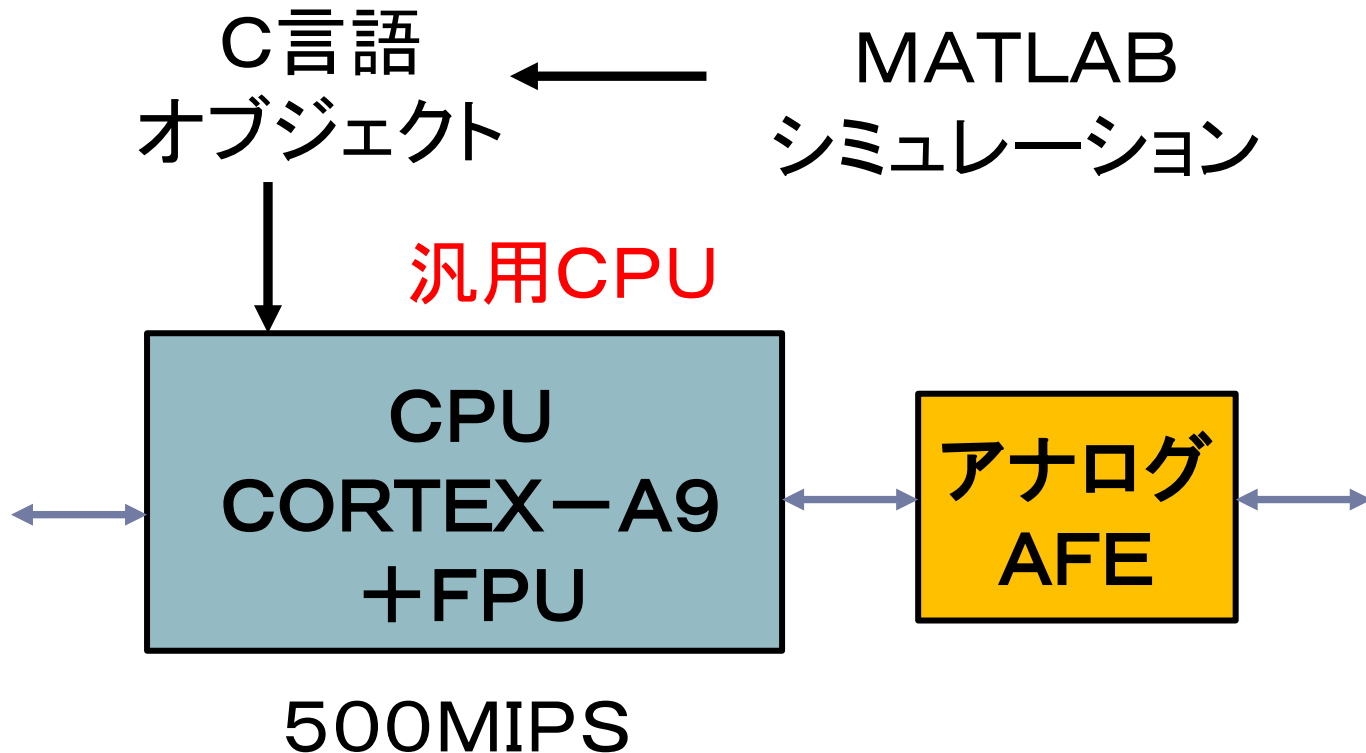 C言語
オブジェクト
MATLAB
シミュレーション
汎用CPU
CPU
CORTEX－A9
＋FPU
アナログ
AFE
500MIPS